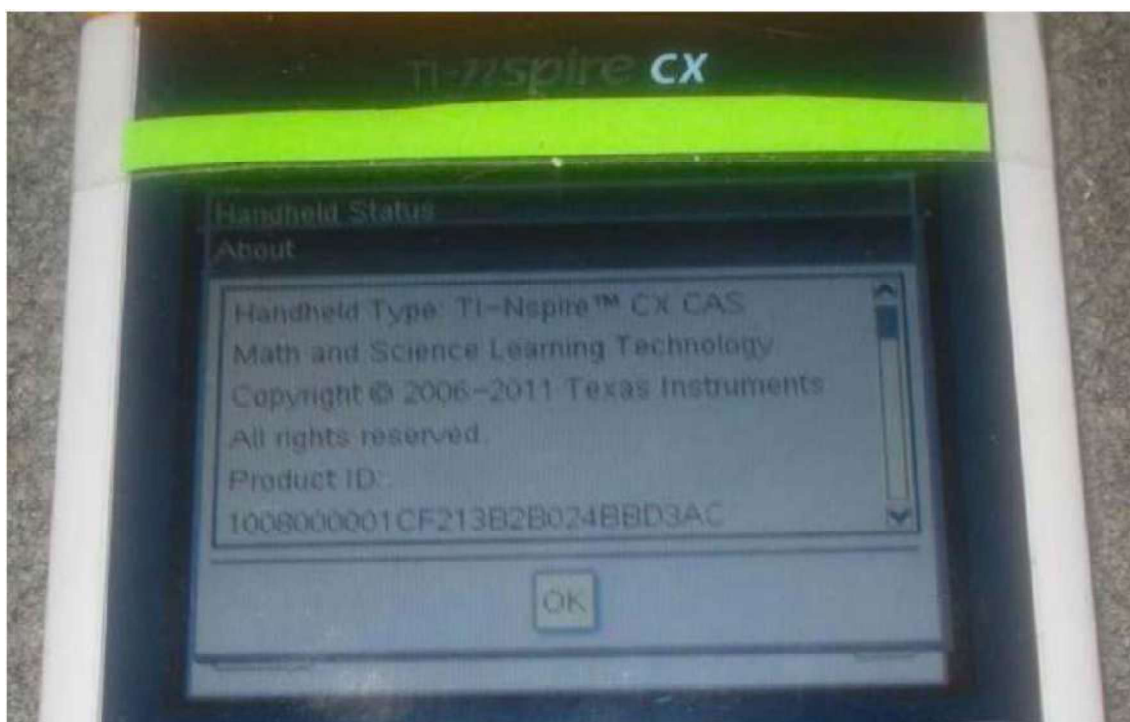 TI-nspire CX
Handheld Status
About
Handheld Type: TI-Nspire™ CX CAS
Math and Science Learning Technology
Copyright © 2006-2011 Texas Instruments
All rights reserved.
Product ID:
1008000001CF213B2B024BBD3AC
OK